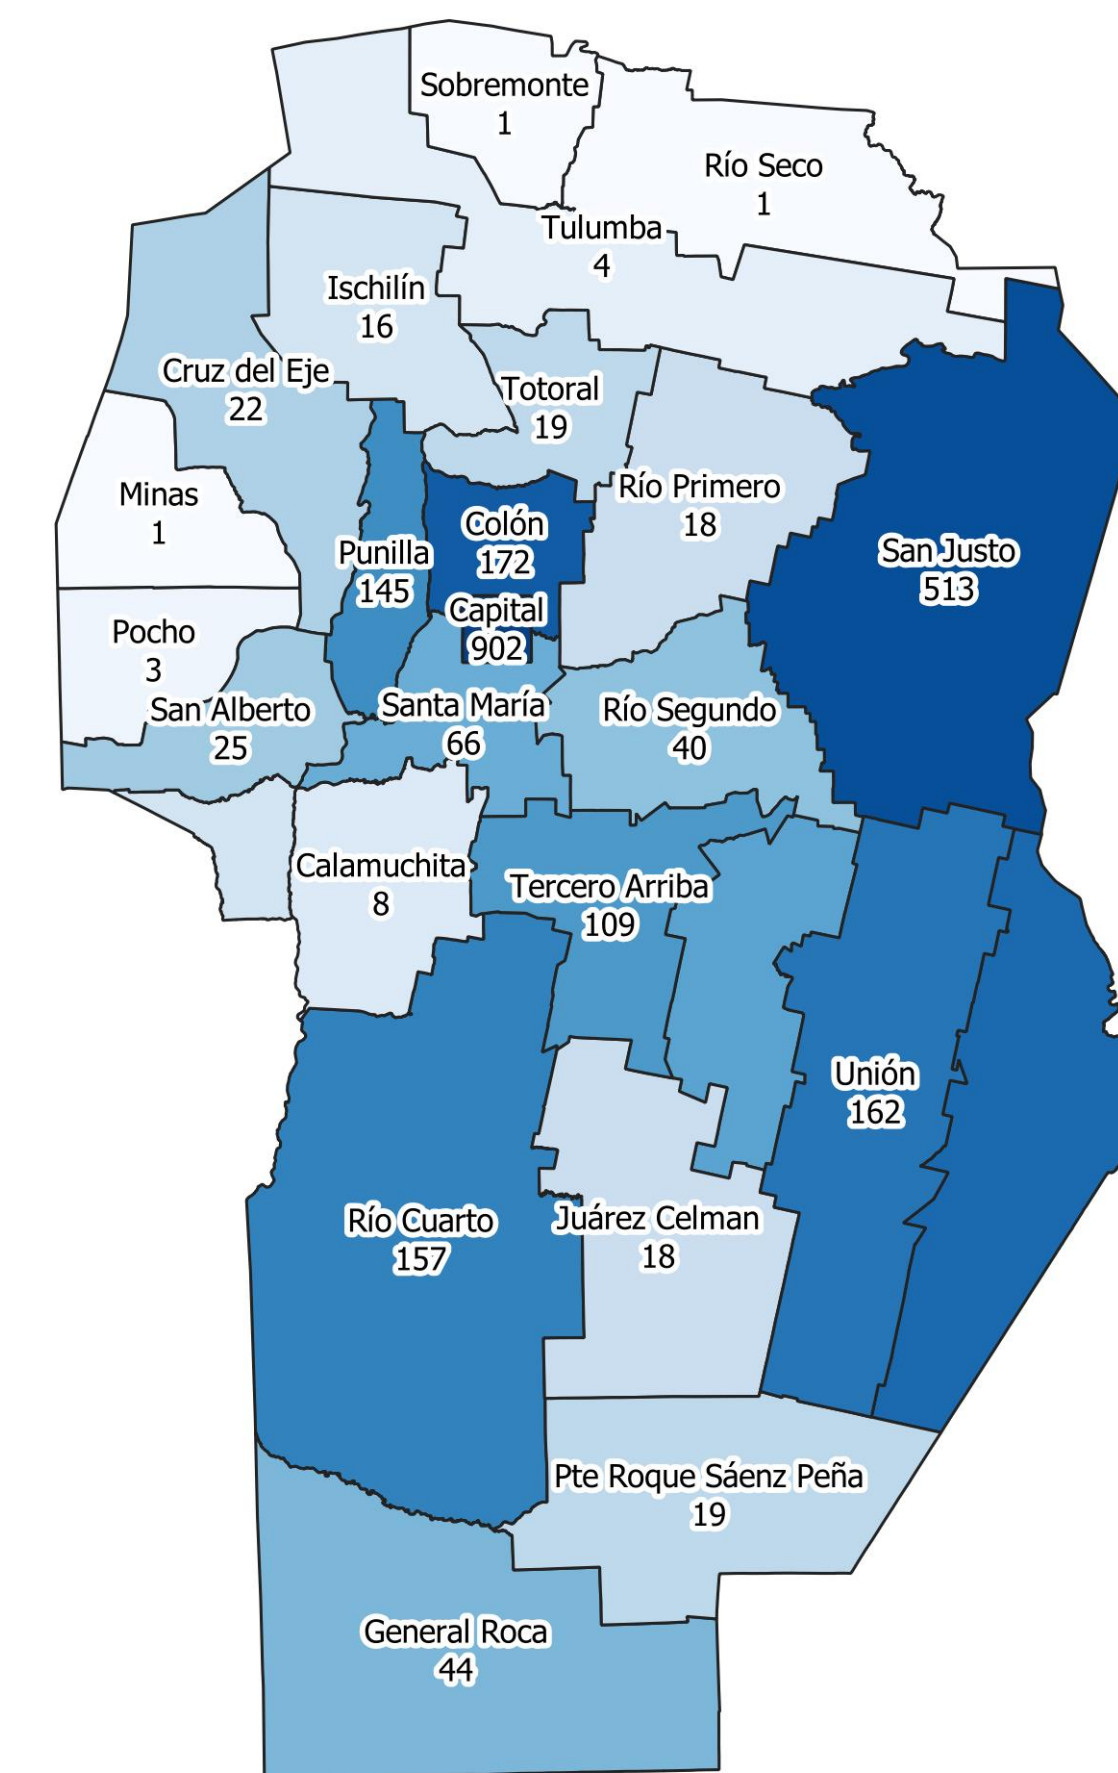 Sobremonte
1
Río Seco
1
Tulumba
4
Ischilín
16
Cruz del Eje
22
Totoral
19
Minas
1
Río Primero
18
Colón
172
Punilla
145
San Justo
513
Capital
902
Pocho
3
San Alberto
25
Santa María
66
Río Segundo
40
Calamuchita
8
Tercero Arriba
109
Unión
162
Río Cuarto
157
Juárez Celman
18
Pte Roque Sáenz Peña
19
General Roca
44